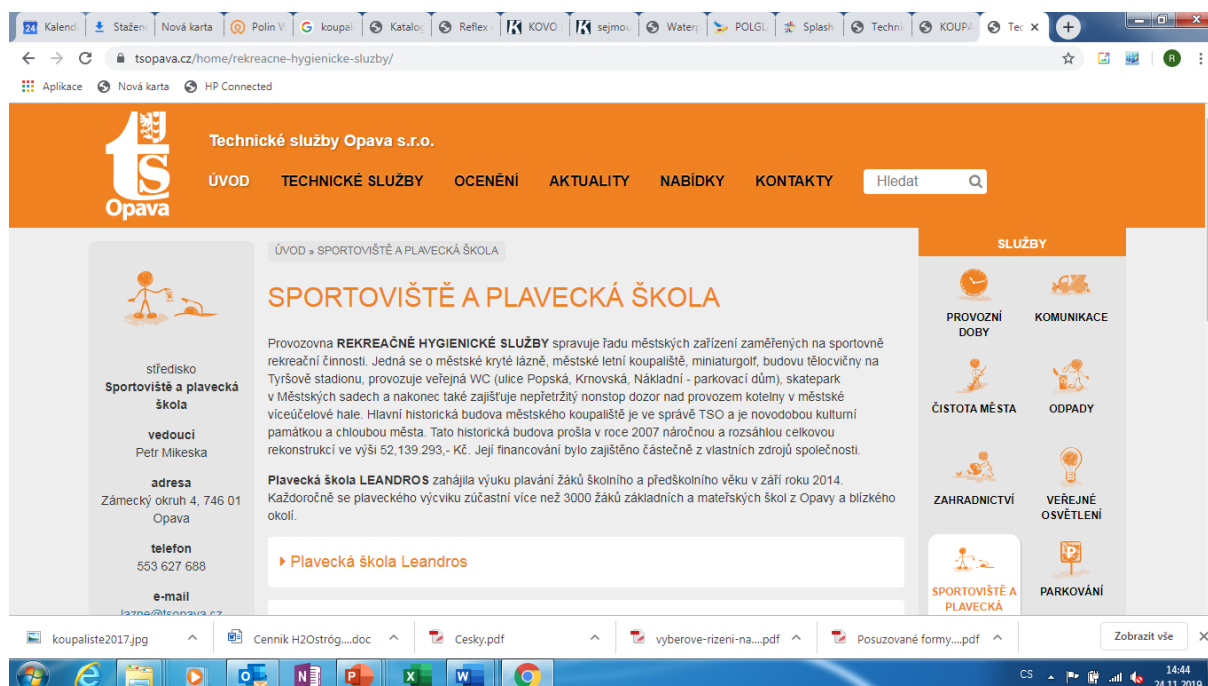 24 Kalend
Stažen
Nová karta
Polin V
koupal
Katalog
Reflex
KOVO
sejmou
Waterp
POLGL
Splash
Techni
KOUPA
Tec
tsopava.cz/home/rekreacne-hygienicke-sluzby/
R
Aplikace
Nová karta
HP Connected
ts
Opava
Technické služby Opava s.r.o.
ÚVOD TECHNICKÉ SLUŽBY OCENĚNÍ AKTUALITY NABÍDKY KONTAKTY
Hledat
středisko
Sportoviště a plavecká
škola
vedoucí
Petr Mikeska
adresa
Zámecký okruh 4, 746 01
Opava
telefon
553 627 688
e-mail
lazne@tsopava.cz
ÚVOD » SPORTOVIŠTĚ A PLAVECKÁ ŠKOLA
SPORTOVIŠTĚ A PLAVECKÁ ŠKOLA
Provozovna REKREAČNĚ HYGIENICKÉ SLUŽBY spravuje řadu městských zařízení zaměřených na sportovně
rekreační činnosti. Jedná se o městské kryté lázně, městské letní koupaliště, miniaturgolf, budovu tělocvičny na
Tyršově stadionu, provozuje veřejná WC (ulice Popská, Krnovská, Nákladní - parkovací dům), skatepark
v Městských sadech a nakonec také zajišťuje nepřetržitý nonstop dozor nad provozem kotelny v městské
víceúčelové hale. Hlavní historická budova městského koupaliště je ve správě TSO a je novodobou kulturní
památkou a chloubou města. Tato historická budova prošla v roce 2007 náročnou a rozsáhlou celkovou
rekonstrukcí ve výši 52,139.293,- Kč. Její financování bylo zajištěno částečně z vlastních zdrojů společnosti.
Plavecká škola LEANDROS zahájila výuku plavání žáků školního a předškolního věku v září roku 2014.
Každoročně se plaveckého výcviku zúčastní více než 3000 žáků základních a mateřských škol z Opavy a blízkého
okolí.
Plavecká škola Leandros
SLUŽBY
PROVOZNÍ
DOBY
KOMUNIKACE
ČISTOTA MĚSTA
ODPADY
ZAHRADNICTVÍ
VEŘEJNÉ
OSVĚTLENÍ
SPORTOVIŠTĚ A
PLAVECKÁ
PARKOVÁNÍ
koupaliste2017.jpg
Cennik H2Ostróg....doc
Cesky.pdf
vyberove-rizeni-na....pdf
Posuzované formy....pdf
Zobrazit vše
CS
14:44
24.11.2019